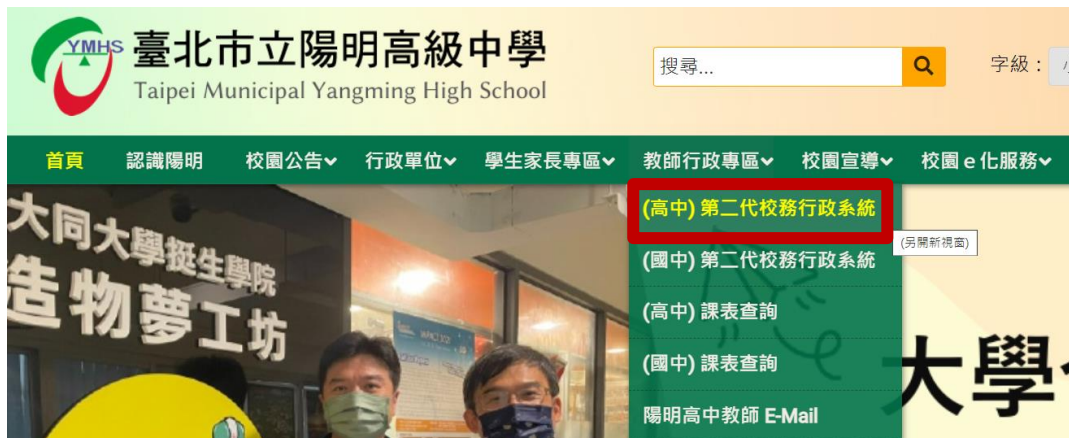 YMHS
臺北市立陽明高級中學
Taipei Municipal Yangming High School
搜尋...
字級：
首頁 認識陽明 校園公告 行政單位 學生家長專區 教師行政專區 校園宣導 校園e化服務
(高中) 第二代校務行政系統
(另開新視窗)
(國中) 第二代校務行政系統
(高中) 課表查詢
(國中) 課表查詢
陽明高中教師 E-Mail
大同大學挺生學院
造物夢工坊
大學